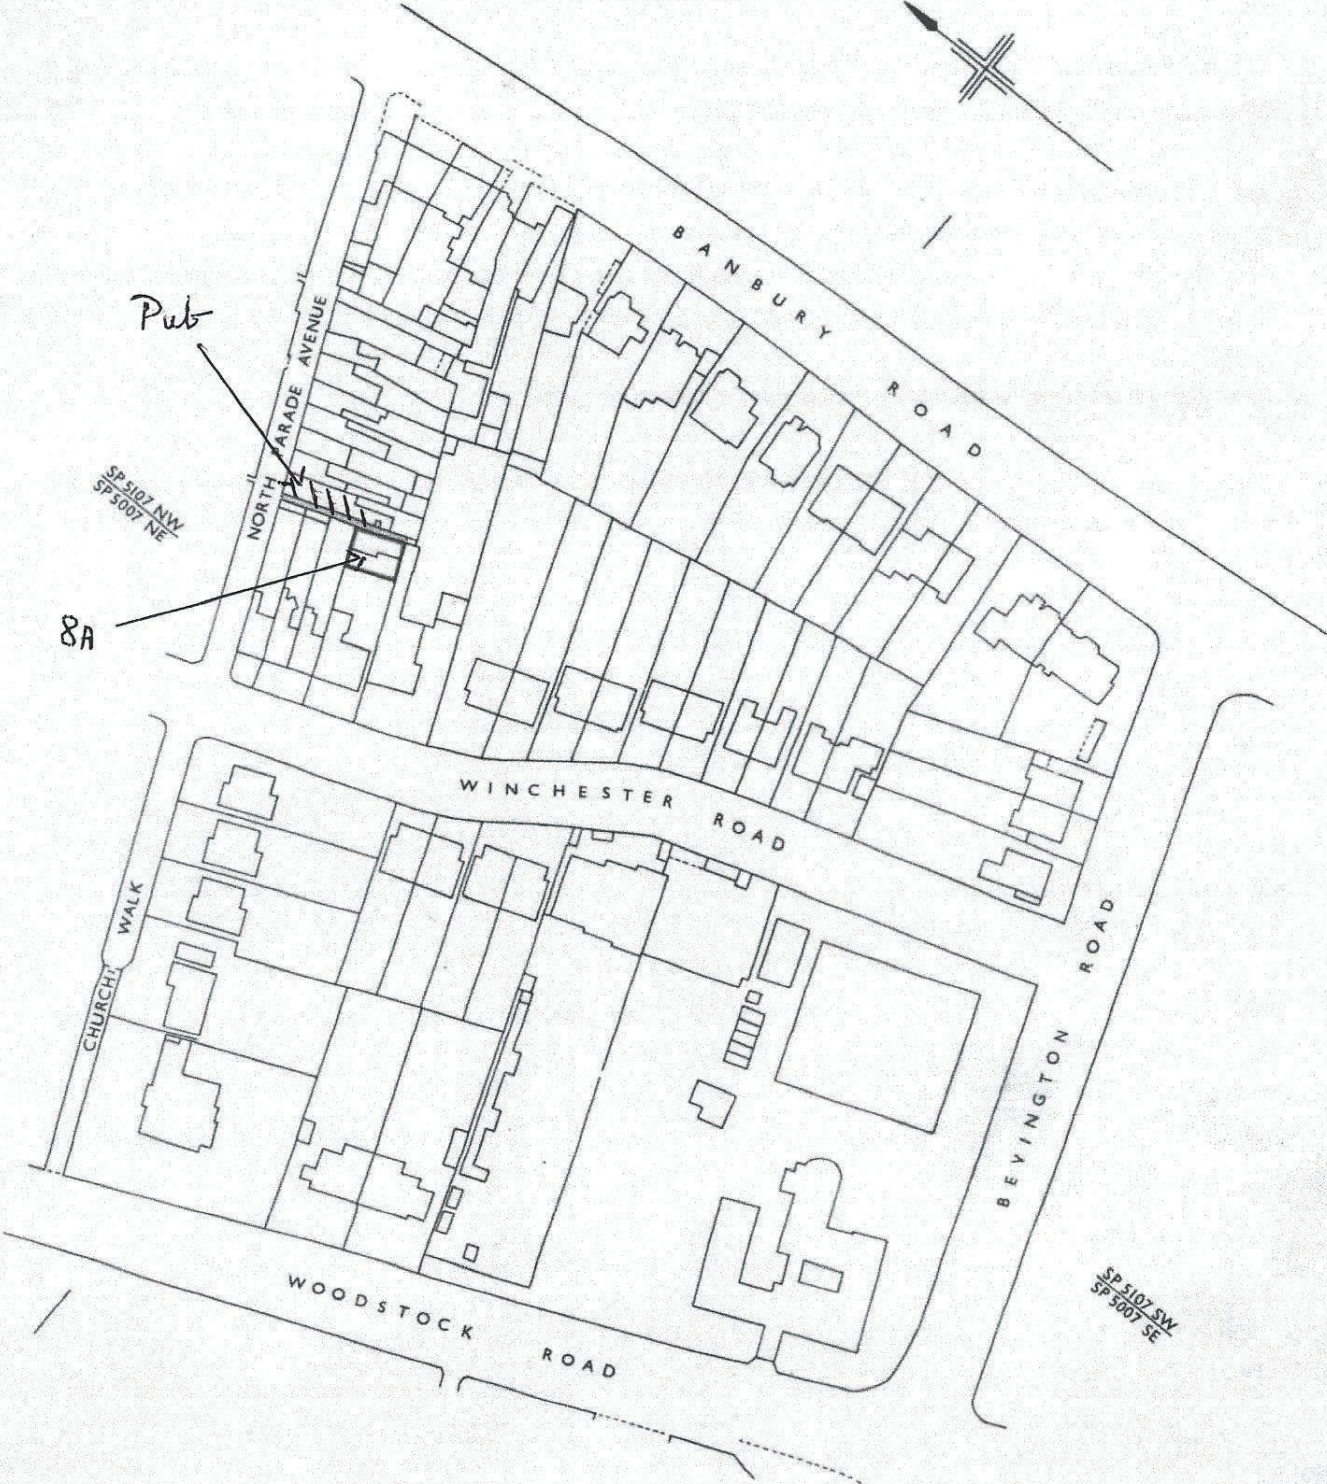 BANBURY ROAD
Pub
NORTH PARADE AVENUE
SP 5107 NW
SP 5007 NE
8A
WINCHESTER ROAD
CHURCH WALK
BEVINGTON ROAD
WOODSTOCK ROAD
SP 5107 SW
SP 5007 SE